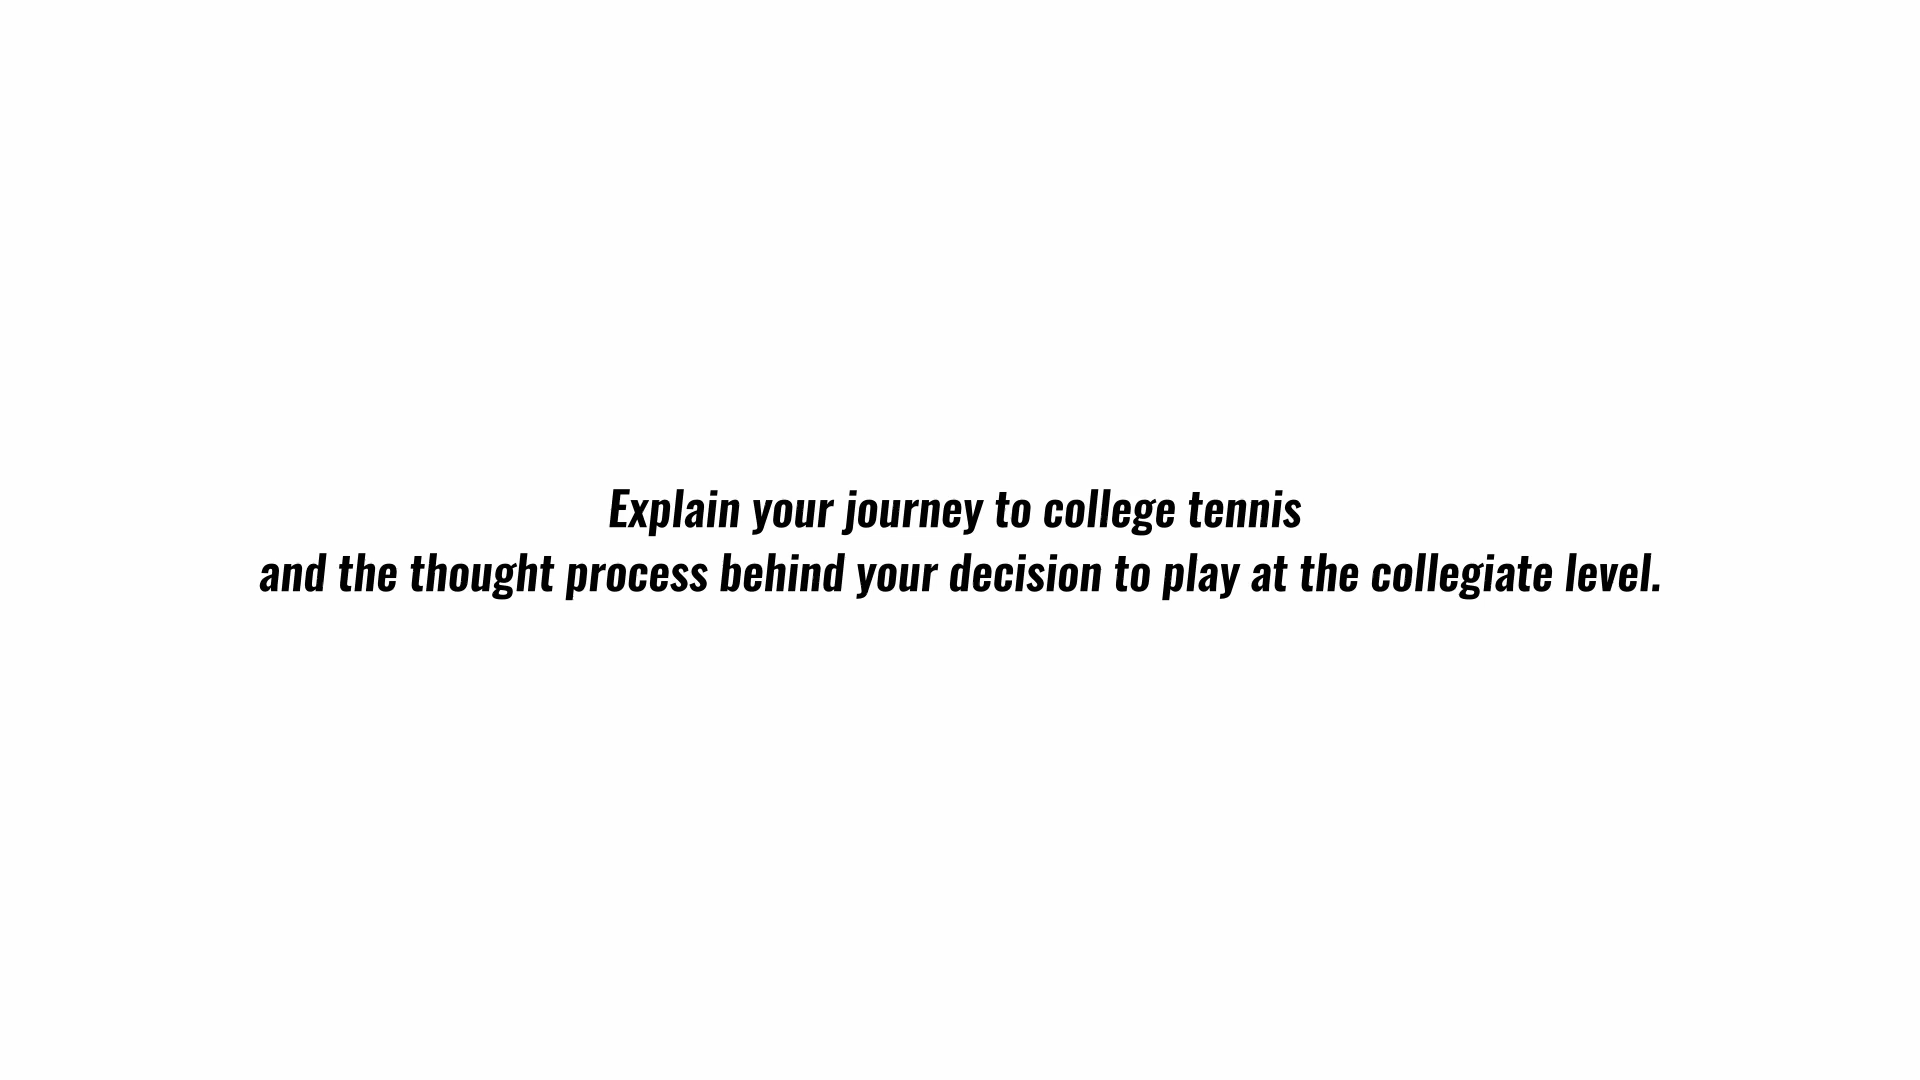 Explain your journey to college tennis
and the thought process behind your decision to play at the collegiate level.